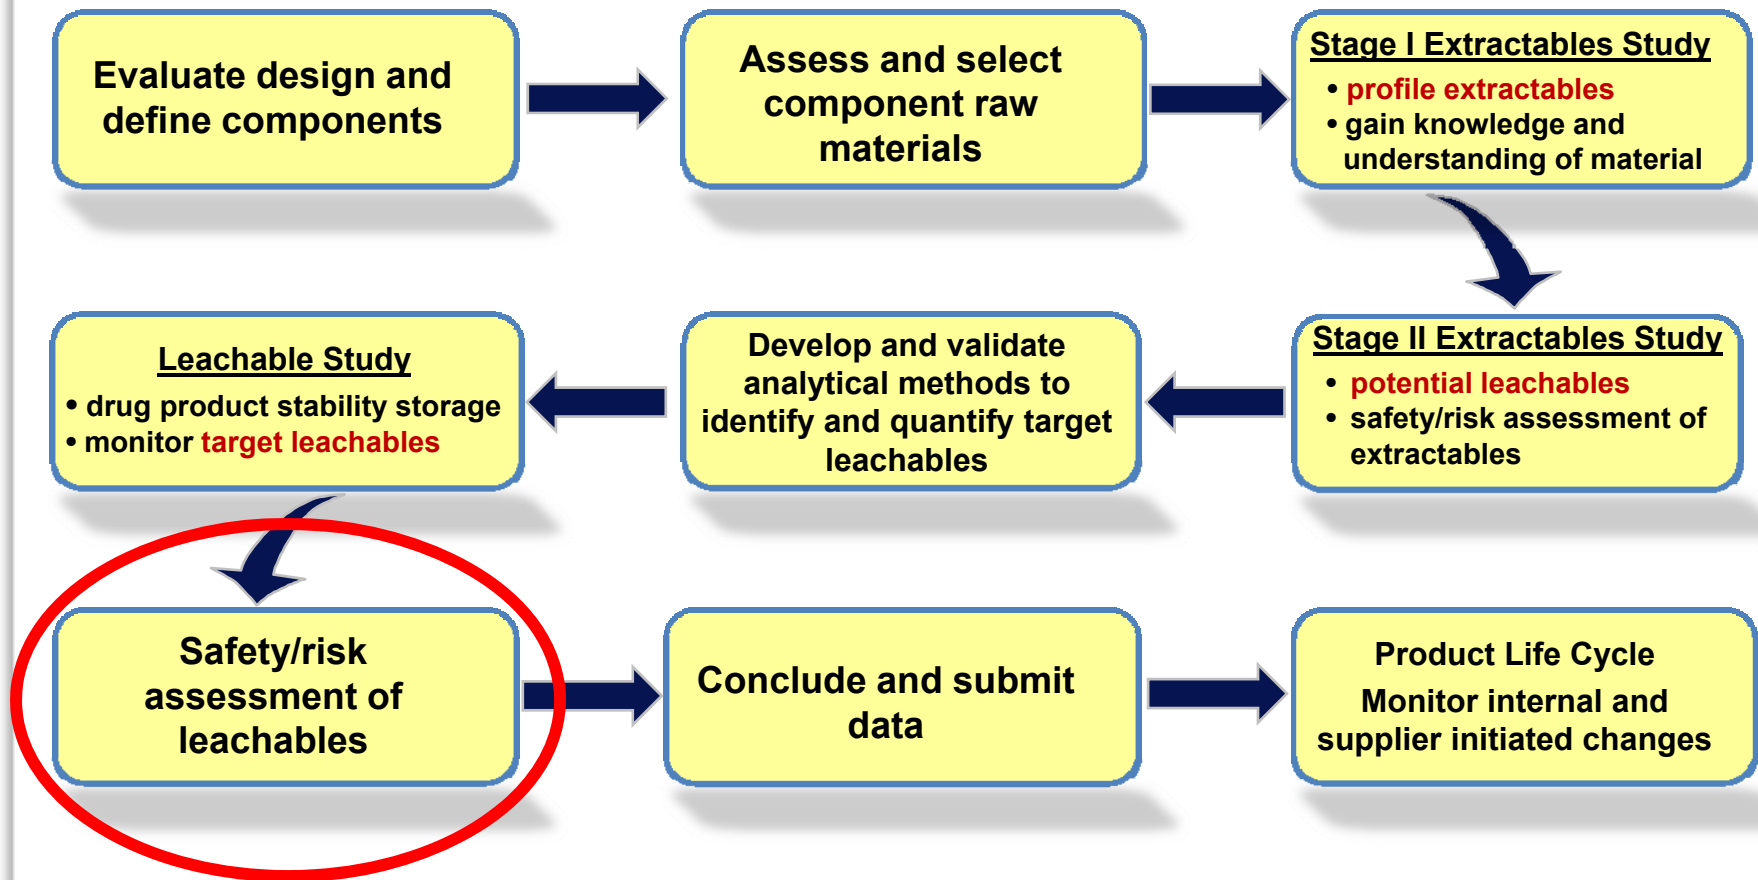 Evaluate design and
define components
Assess and select
component raw
materials
Stage I Extractables Study
• profile extractables
• gain knowledge and
understanding of material
Leachable Study
• drug product stability storage
• monitor target leachables
Develop and validate
analytical methods to
identify and quantify target
leachables
Stage II Extractables Study
• potential leachables
• safety/risk assessment of
extractables
Safety/risk
assessment of
leachables
Conclude and submit
data
Product Life Cycle
Monitor internal and
supplier initiated changes